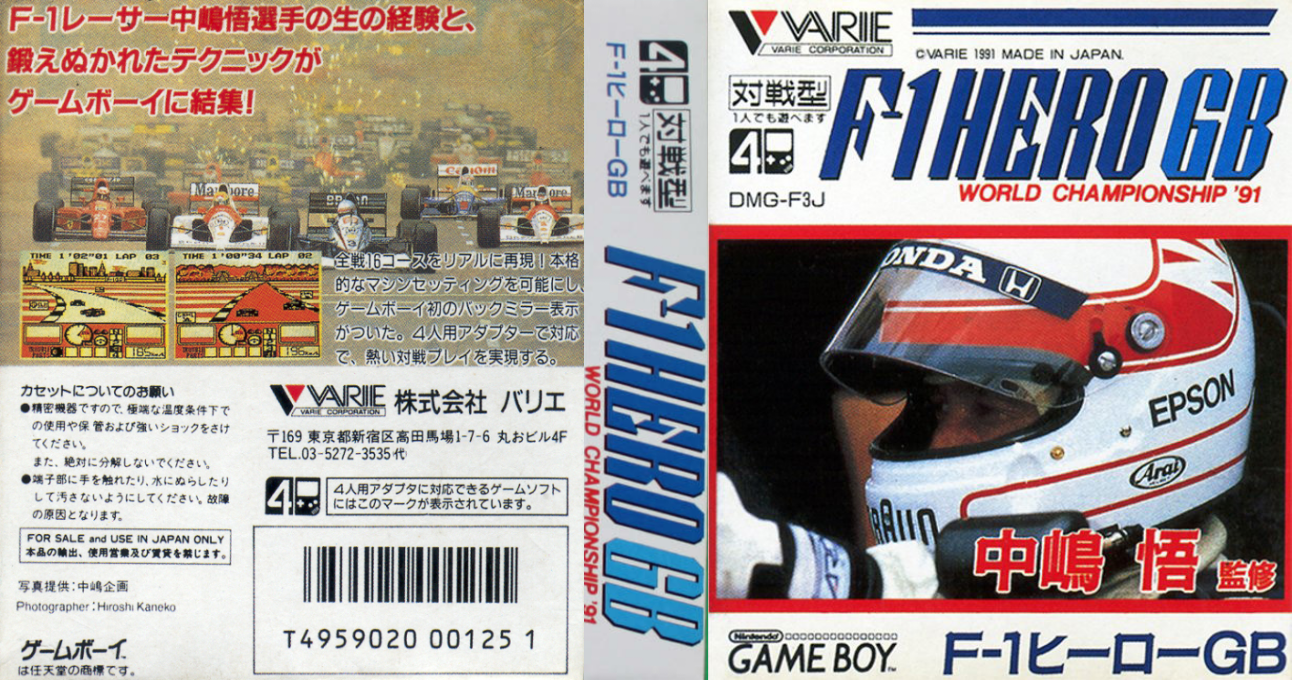 F-1レーサー中嶋悟選手の生の経験と、
鍛えぬかれたテクニックが
ゲームボーイに結集!
Marlboro
Canon
BRAUN
Marlboro
TIME 1'02"01 LAP 03
185
TIME 1'00"34 LAP 02
196
全戦16コースをリアルに再現!本格
的なマシンセッティングを可能にし、
ゲームボーイ初のバックミラー表示
がついた。4人用アダプターで対応
で、熱い対戦プレイを実現する。
カセットについてのお願い
●精密機器ですので、極端な温度条件下で
の使用や保管および強いショックをさけ
てください。
また、絶対に分解しないでください。
●端子部に手を触れたり、水にぬらしたり
して汚さないようにしてください。故障
の原因となります。
FOR SALE and USE IN JAPAN ONLY
本品の輸出、使用営業及び賃貸を禁じます。
写真提供:中嶋企画
Photographer:Hiroshi Kaneko
ゲームボーイ™
は任天堂の商標です。
VARIE
VARIE CORPORATION
株式会社 バリエ
〒169 東京都新宿区高田馬場1-7-6 丸おビル4F
TEL.03-5272-3535代
4
4人用アダプタに対応できるゲームソフト
にはこのマークが表示されています。
T4959020 00125 1
4
対戦型
1人でも遊べます
F-1ヒーローGB
F-1HERO GB
WORLD CHAMPIONSHIP '91
VARIE
VARIE CORPORATION
©VARIE 1991 MADE IN JAPAN.
対戦型
1人でも遊べます
4
DMG-F3J
F-1HERO GB
WORLD CHAMPIONSHIP '91
ONDA
EPSON
Arai
BRAUN
中嶋 悟 監修
Nintendo
GAME BOY™
F-1ヒーローGB